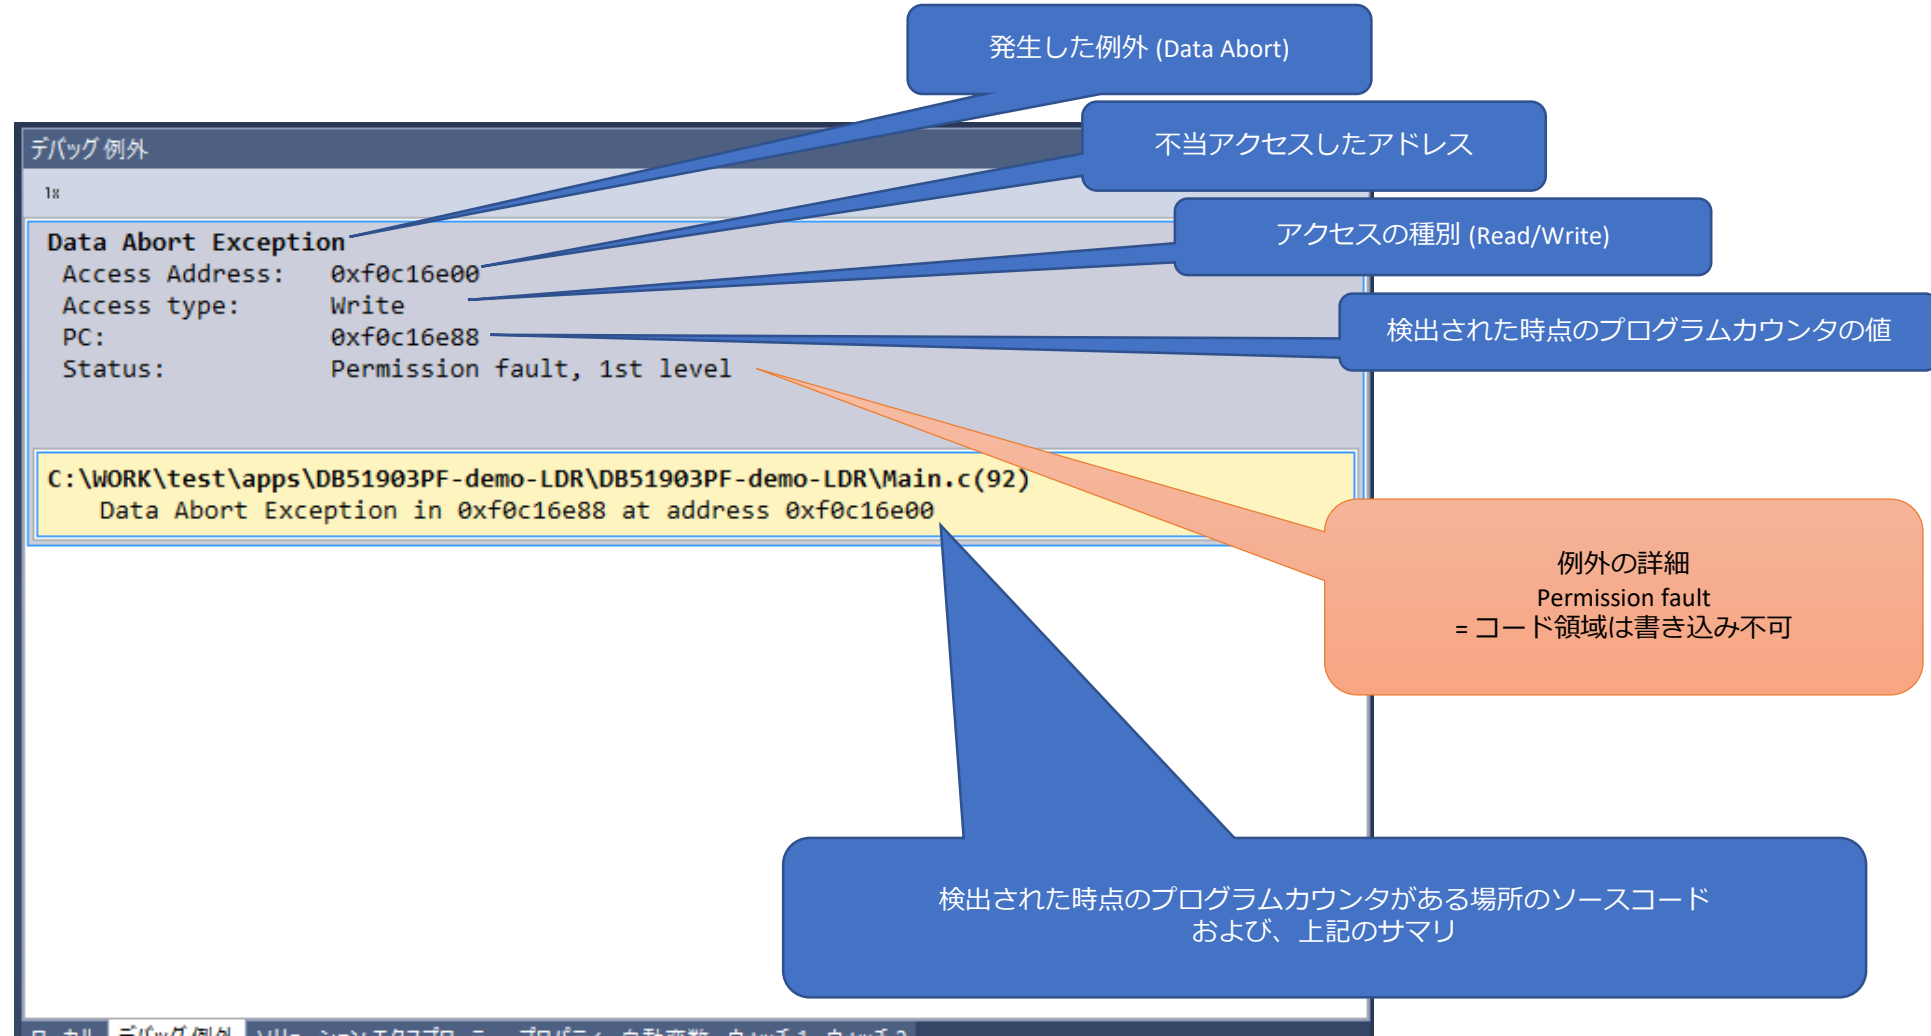 発生した例外 (Data Abort)
不当アクセスしたアドレス
デバッグ 例外
アクセスの種別 (Read/Write)
Data Abort Exception
Access Address: 0xf0c16e00
Access type: Write
PC: 0xf0c16e88
Status: Permission fault, 1st level
検出された時点のプログラムカウンタの値
C:\WORK\test\apps\DB51903PF-demo-LDR\DB51903PF-demo-LDR\Main.c(92)
Data Abort Exception in 0xf0c16e88 at address 0xf0c16e00
例外の詳細
Permission fault
= コード領域は書き込み不可
検出された時点のプログラムカウンタがある場所のソースコード
および、上記のサマリ
デバッグ 例外